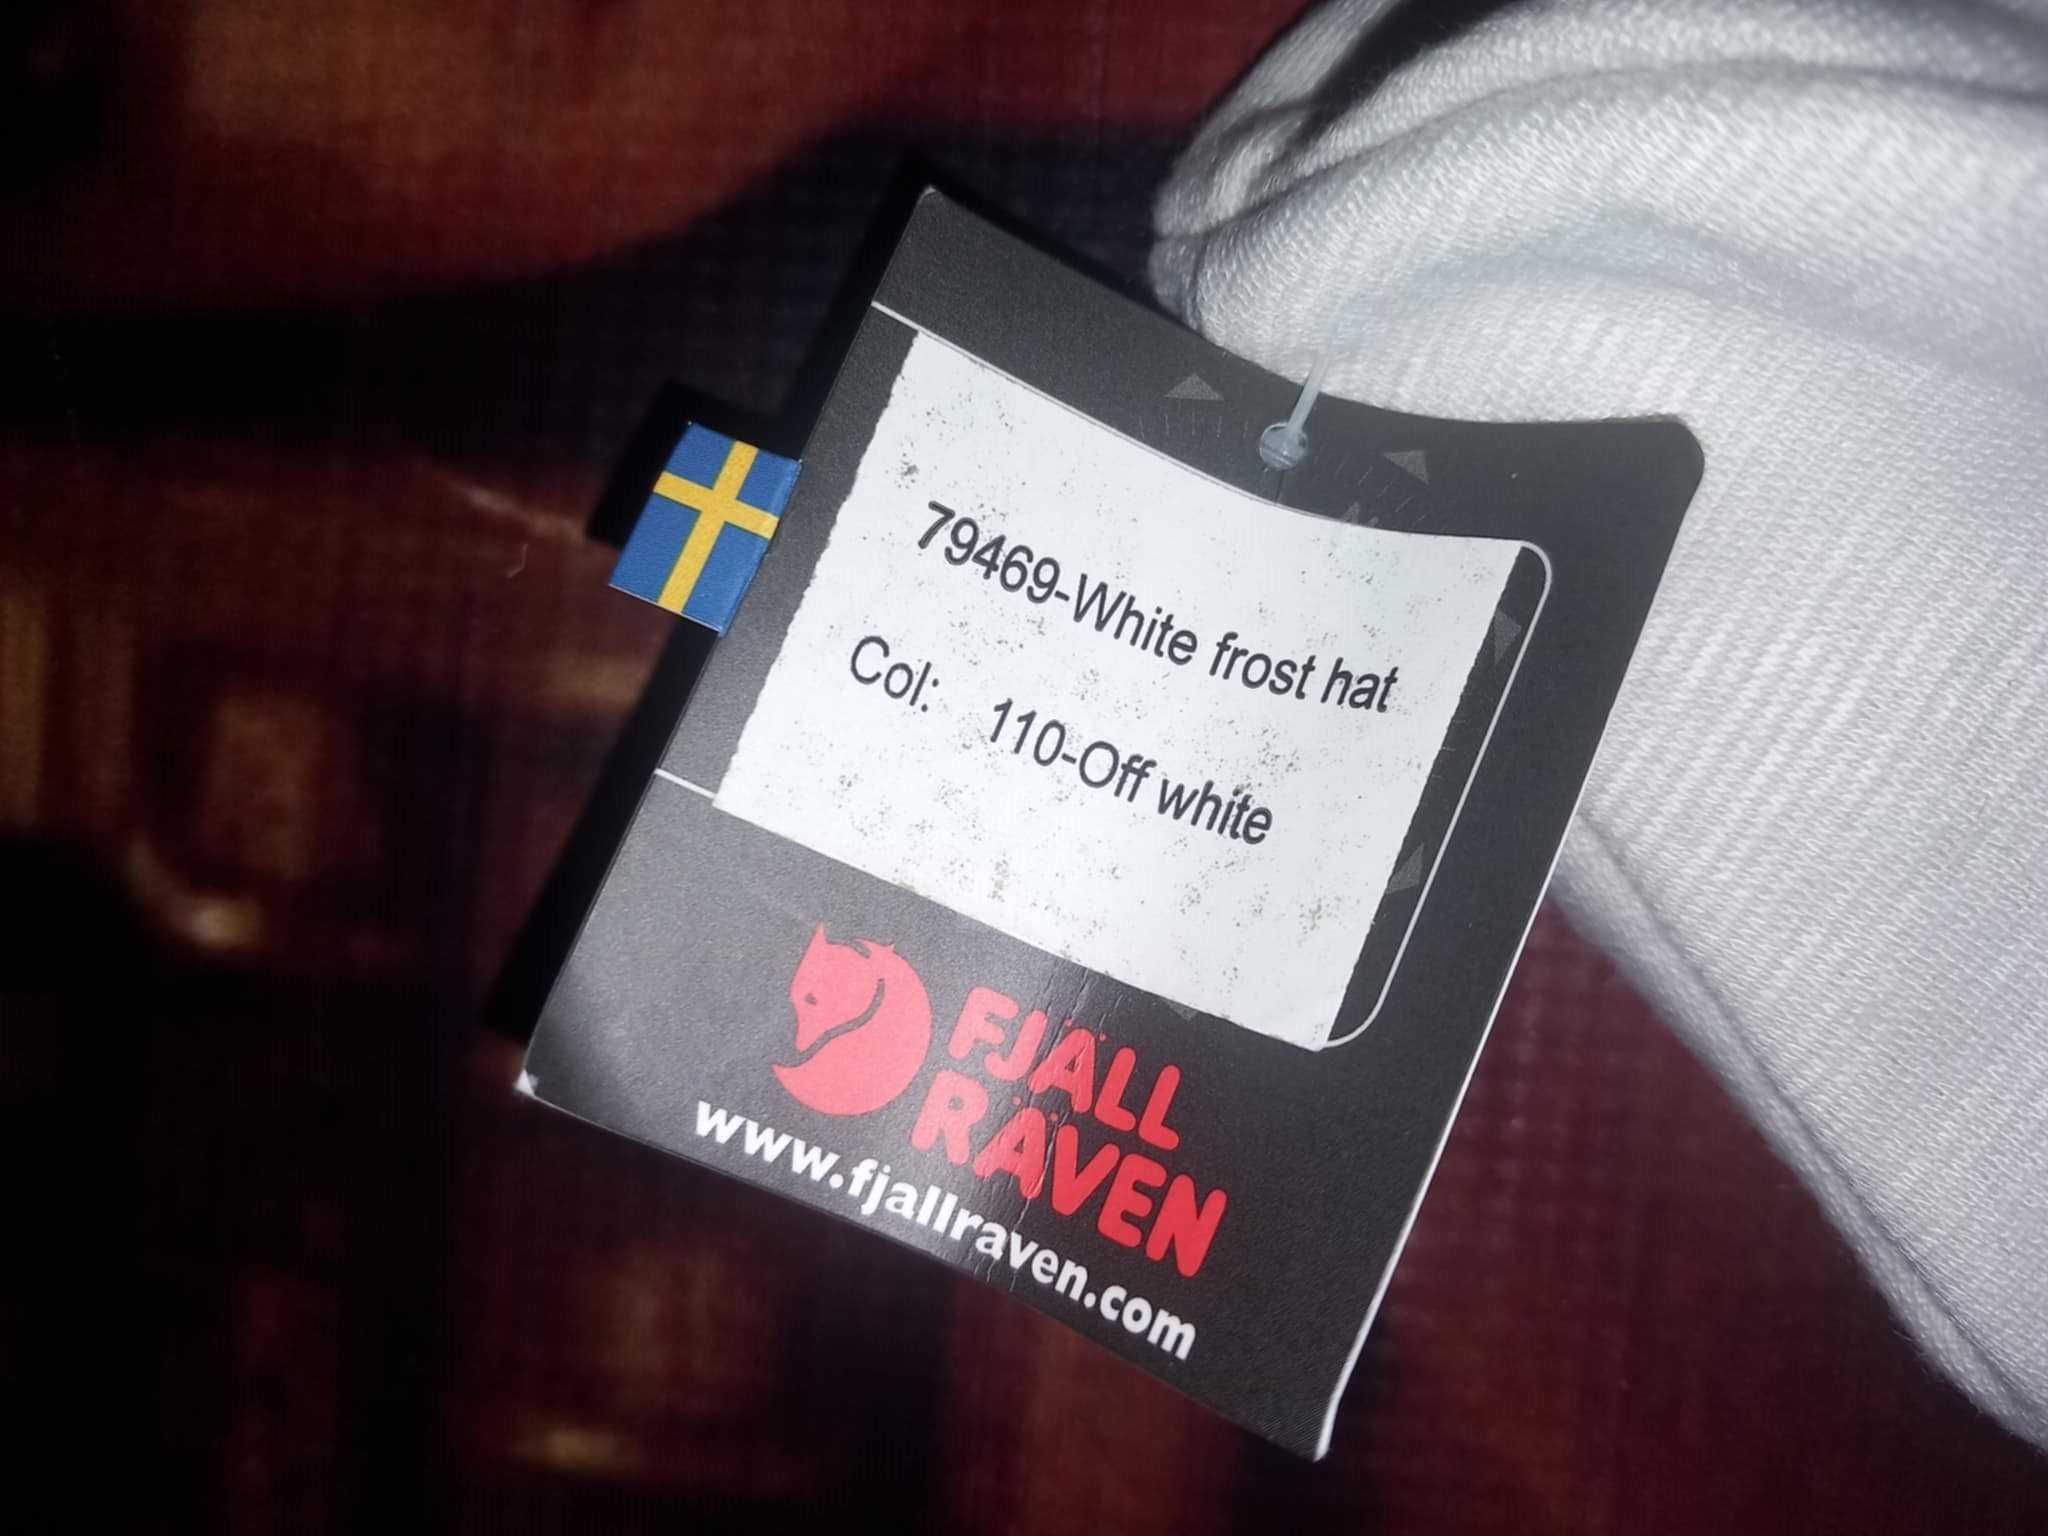 79469-White frost hat
Col: 110-Off white
FJÄLL
RÄVEN
www.fjallraven.com